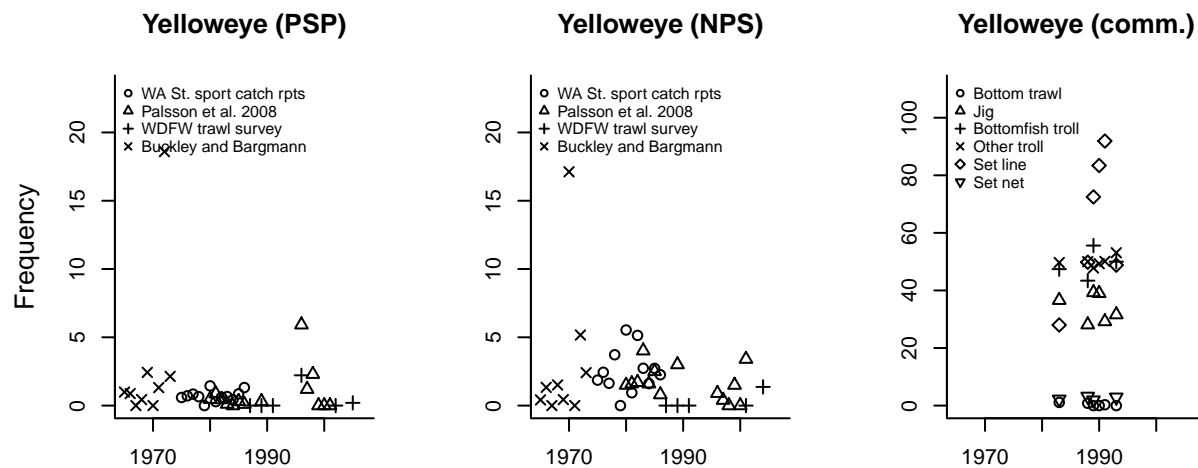 Yelloweye (PSP)
WA St. sport catch rpts
Palsson et al. 2008
WDFW trawl survey
Buckley and Bargmann
Frequency
20
15
10
5
0
1970
1990
Yelloweye (NPS)
WA St. sport catch rpts
Palsson et al. 2008
WDFW trawl survey
Buckley and Bargmann
20
15
10
5
0
1970
1990
Yelloweye (comm.)
Bottom trawl
Jig
Bottomfish troll
Other troll
Set line
Set net
100
80
60
40
20
0
1970
1990